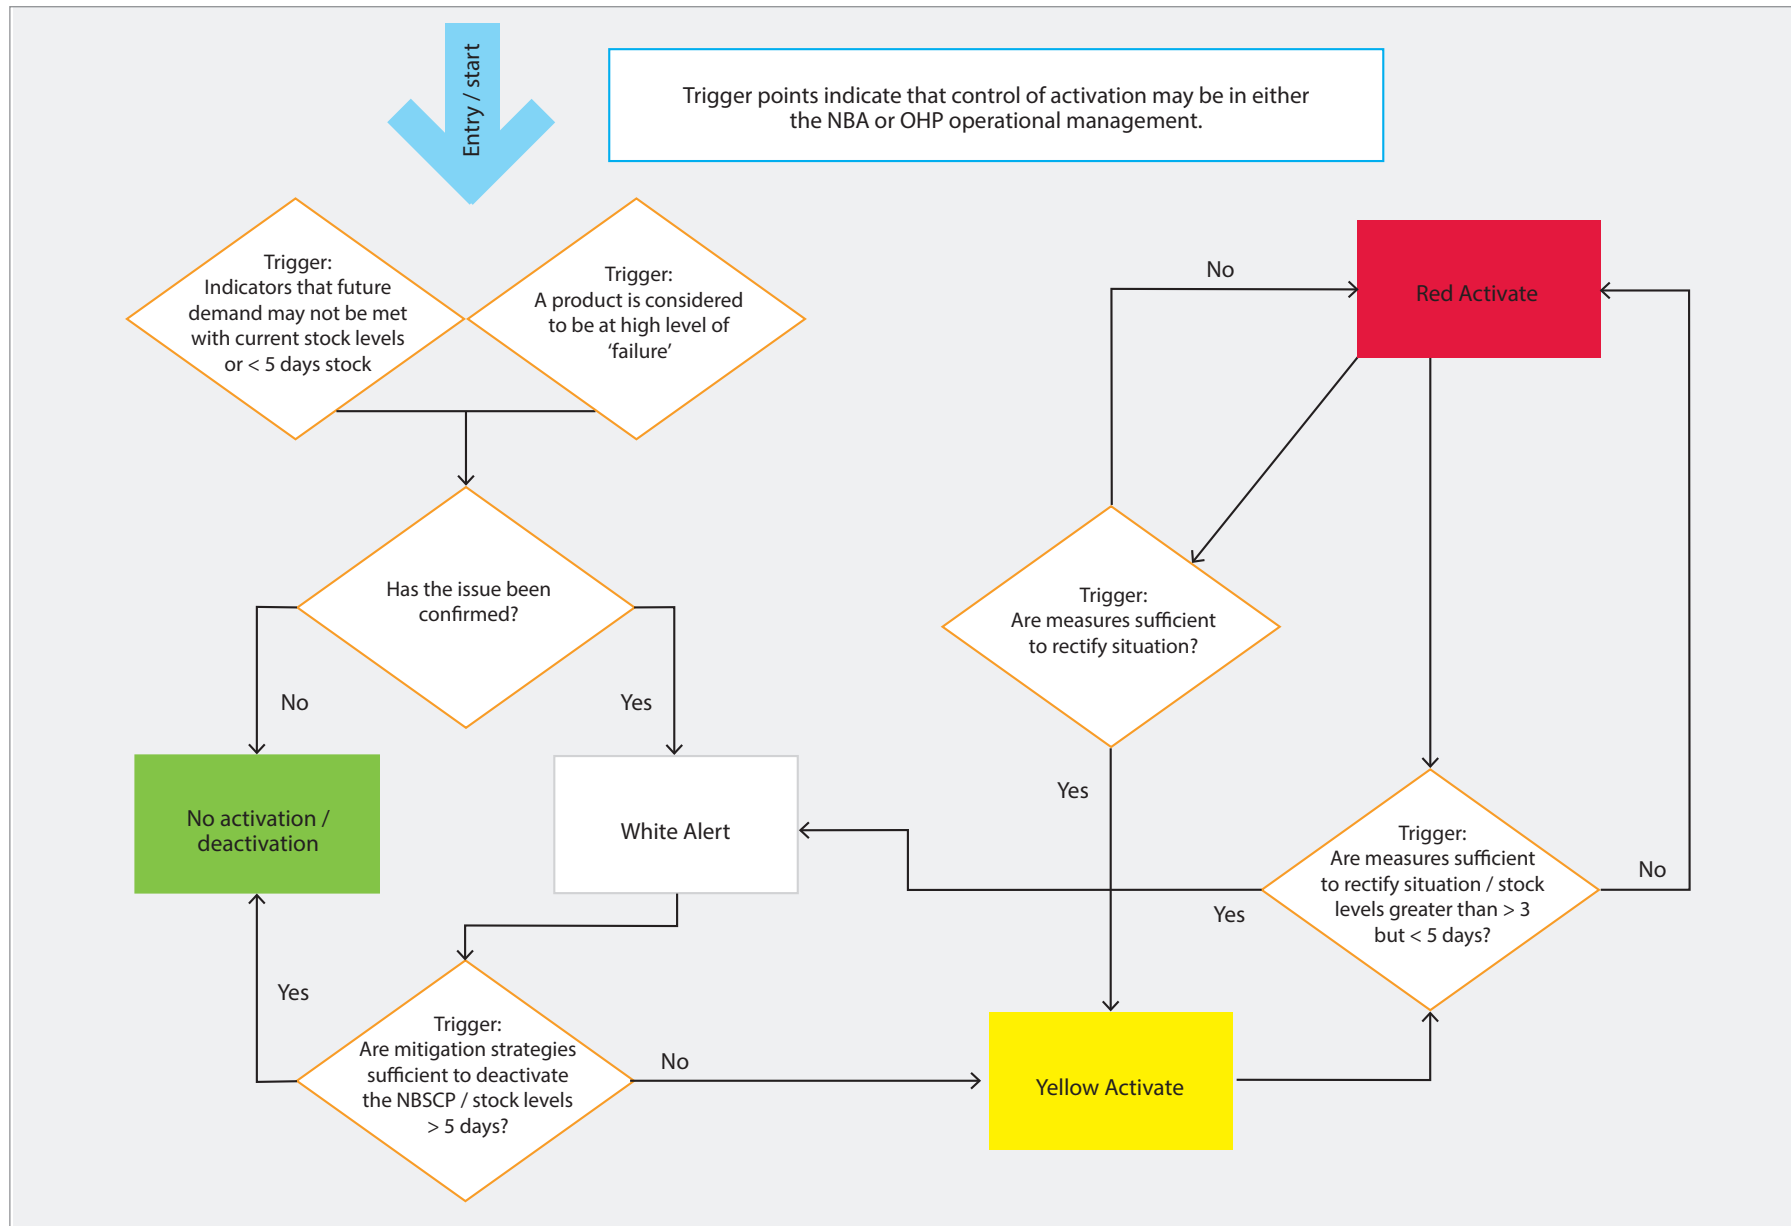 Entry / start
Trigger points indicate that control of activation may be in either
the NBA or OHP operational management.
Trigger:
Indicators that future
demand may not be met
with current stock levels
or < 5 days stock
Trigger:
A product is considered
to be at high level of
‘failure’
No
Red Activate
Has the issue been
confirmed?
Trigger:
Are measures sufficient
to rectify situation?
No
Yes
Yes
No activation /
deactivation
White Alert
Trigger:
Are measures sufficient
to rectify situation / stock
levels greater than > 3
but < 5 days?
No
Yes
Yes
Trigger:
Are mitigation strategies
sufficient to deactivate
the NBSCP / stock levels
> 5 days?
No
Yellow Activate